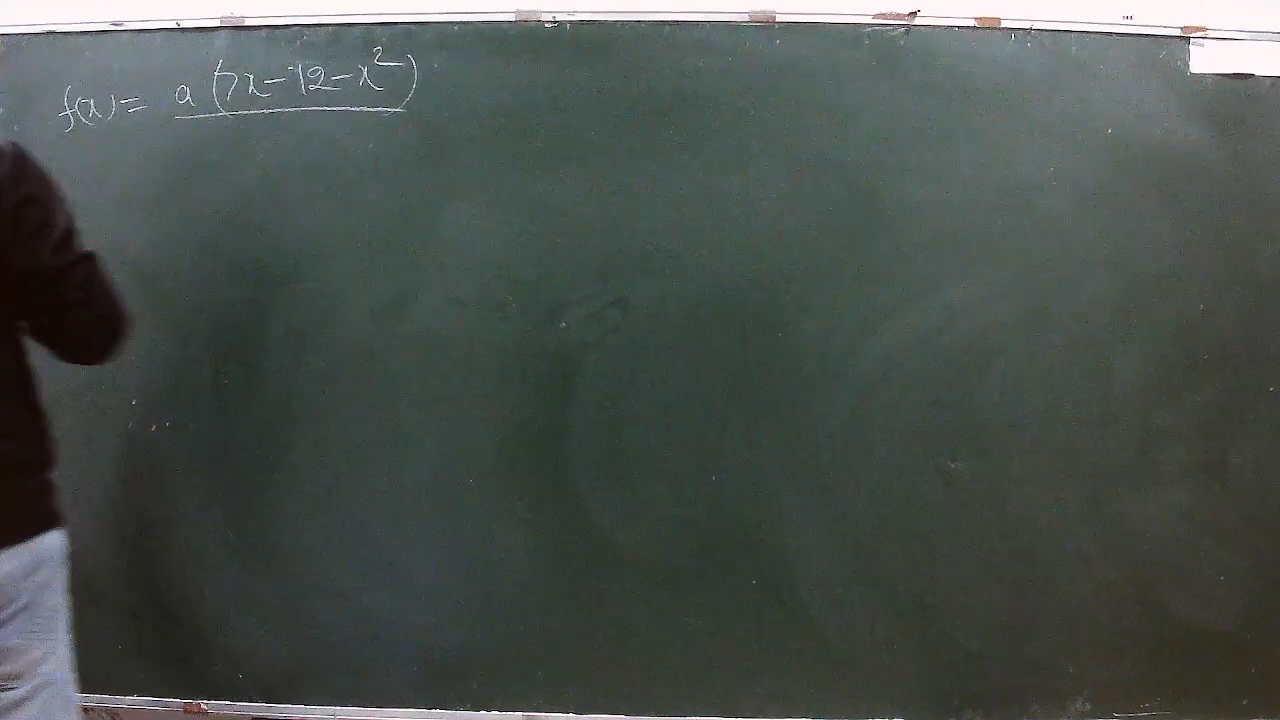 f(x) = a (7x - 12 - x²)